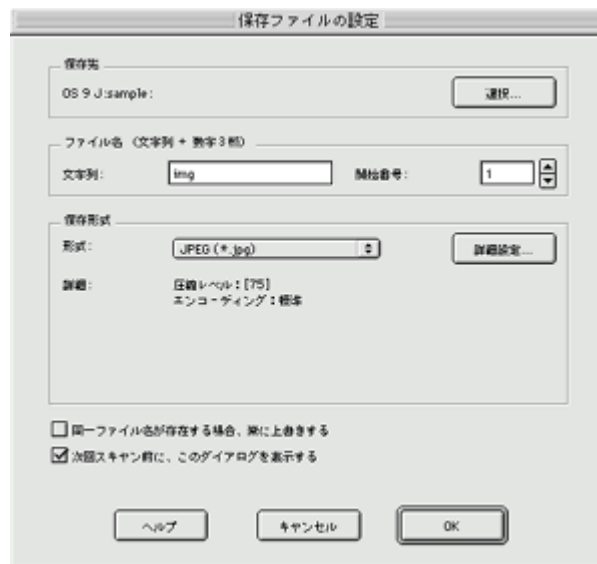 保存ファイルの設定
保存先
OS 9 J:sample:
選択...
ファイル名 (文字列 + 数字3桁)
文字列:
img
開始番号:
1
保存形式
形式:
JPEG (*.jpg)
詳細設定...
詳細:
圧縮レベル:[75]
エンコーディング:標準
同一ファイル名が存在する場合、常に上書きする
次回スキャン前に、このダイアログを表示する
ヘルプ
キャンセル
OK